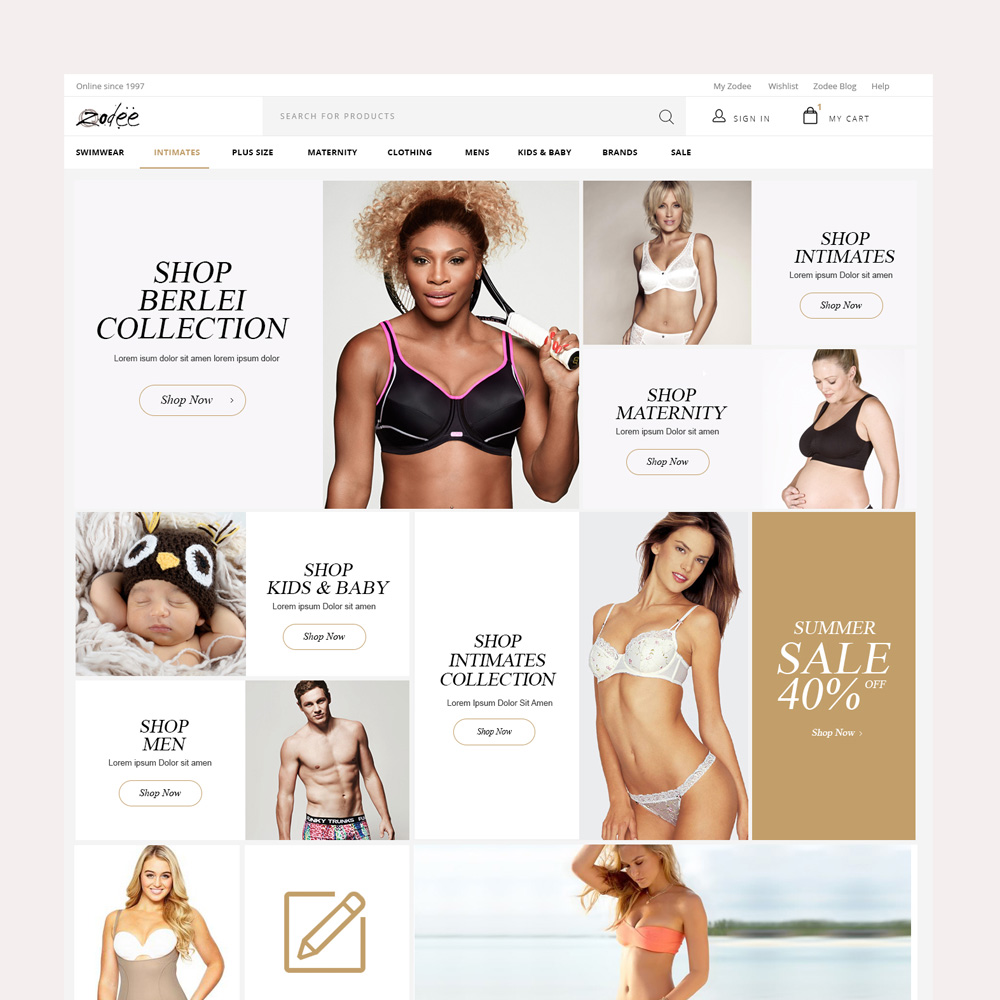 Online since 1997
My Zodee Wishlist Zodee Blog Help
Zodëë
SEARCH FOR PRODUCTS
SIGN IN
1
MY CART
SWIMWEAR INTIMATES PLUS SIZE MATERNITY CLOTHING MENS KIDS & BABY BRANDS SALE
SHOP
BERLEI
COLLECTION
Lorem isum dolor sit amen lorem ipsum dolor
Shop Now >
SHOP
INTIMATES
Lorem ipsum Dolor sit amen
Shop Now
SHOP
MATERNITY
Lorem ipsum Dolor sit amen
Shop Now
SHOP
KIDS & BABY
Lorem ipsum Dolor sit amen
Shop Now
SHOP
MEN
Lorem ipsum Dolor sit amen
Shop Now
FUNKY TRUNKS
SHOP
INTIMATES
COLLECTION
Lorem Ipsum Dolor Sit Amen
Shop Now
SUMMER
SALE
40% OFF
Shop Now >